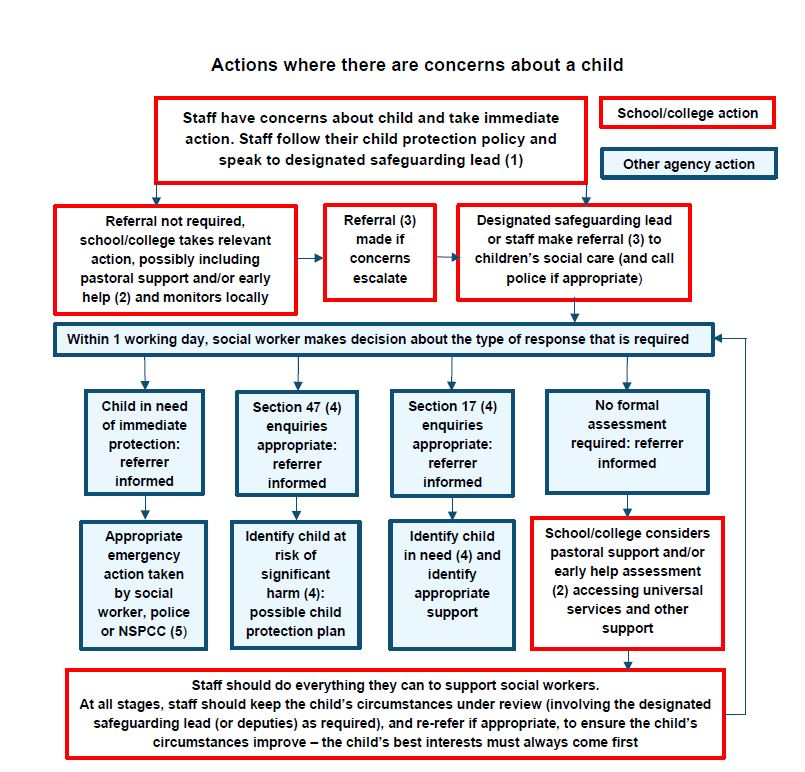 Actions where there are concerns about a child
Staff have concerns about child and take immediate
action. Staff follow their child protection policy and
speak to designated safeguarding lead (1)
School/college action
Other agency action
Referral not required,
school/college takes relevant
action, possibly including
pastoral support and/or early
help (2) and monitors locally
Referral (3)
made if
concerns
escalate
Designated safeguarding lead
or staff make referral (3) to
children’s social care (and call
police if appropriate)
Within 1 working day, social worker makes decision about the type of response that is required
Child in need
of immediate
protection:
referrer
informed
Section 47 (4)
enquiries
appropriate:
referrer
informed
Section 17 (4)
enquiries
appropriate:
referrer
informed
No formal
assessment
required: referrer
informed
Appropriate
emergency
action taken
by social
worker, police
or NSPCC (5)
Identify child at
risk of
significant
harm (4):
possible child
protection plan
Identify child
in need (4) and
identify
appropriate
support
School/college considers
pastoral support and/or
early help assessment
(2) accessing universal
services and other
support
Staff should do everything they can to support social workers.
At all stages, staff should keep the child’s circumstances under review (involving the designated
safeguarding lead (or deputies) as required), and re-refer if appropriate, to ensure the child’s
circumstances improve – the child’s best interests must always come first